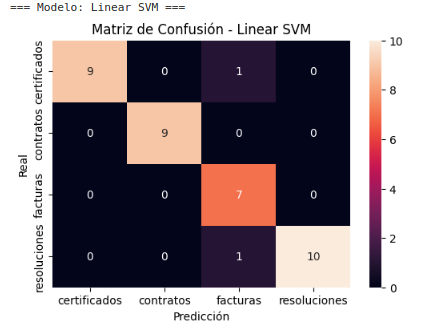 === Modelo: Linear SVM ===
Matriz de Confusión - Linear SVM
Real
certificados 9 0 1 0
contratos 0 9 0 0
facturas 0 0 7 0
resoluciones 0 0 1 10
certificados contratos facturas resoluciones
Predicción
10
8
6
4
2
0